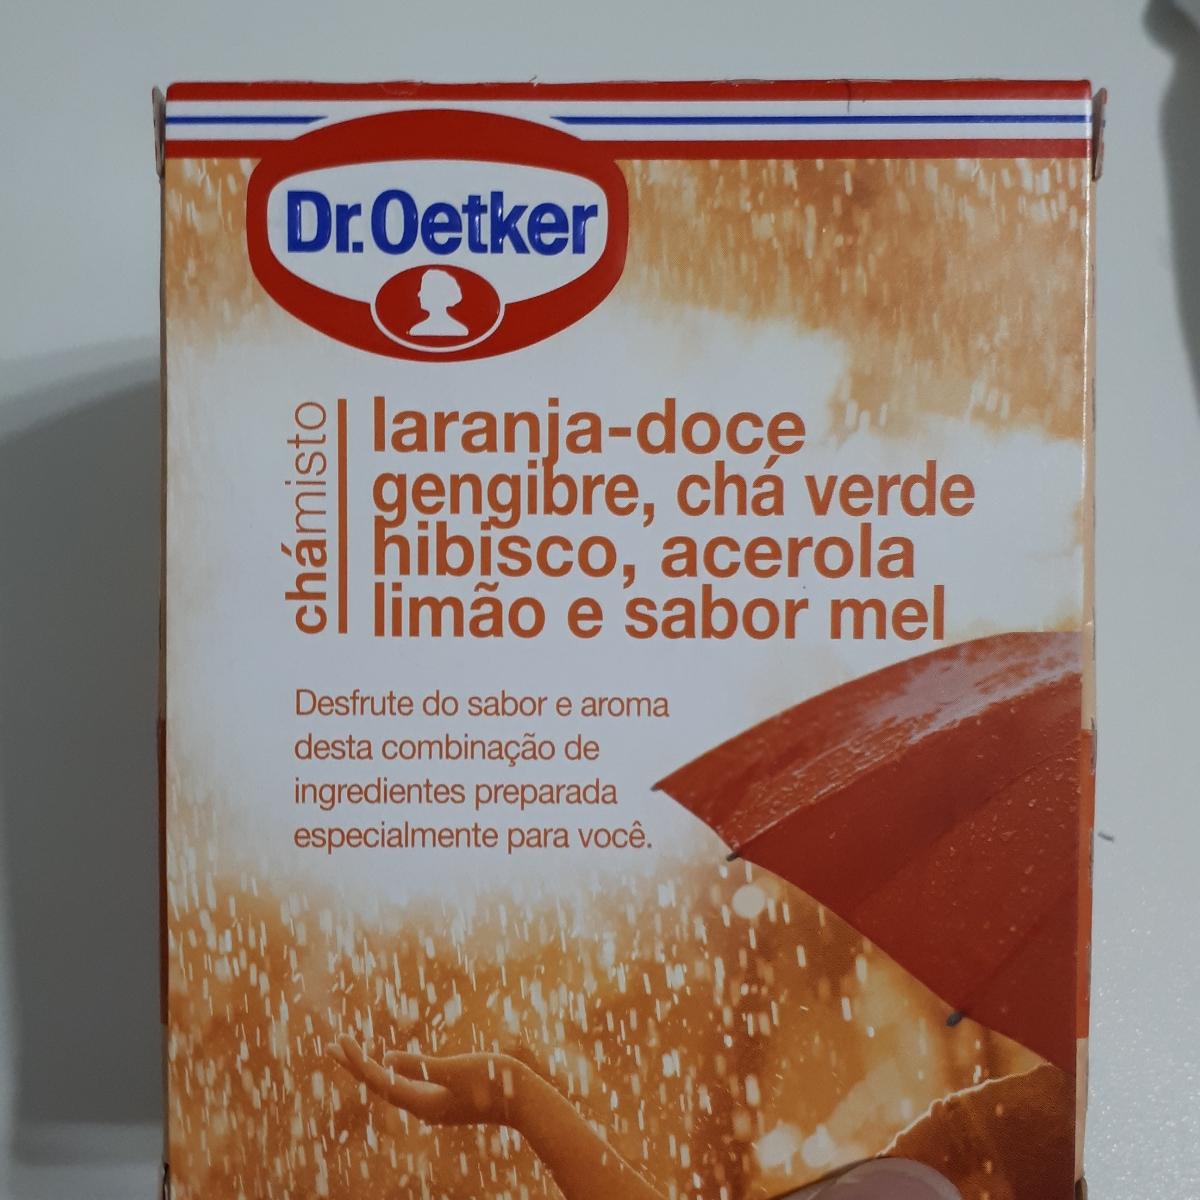 Dr.Oetker
chámisto
laranja-doce
gengibre, chá verde
hibisco, acerola
limão e sabor mel
Desfrute do sabor e aroma
desta combinação de
ingredientes preparada
especialmente para você.